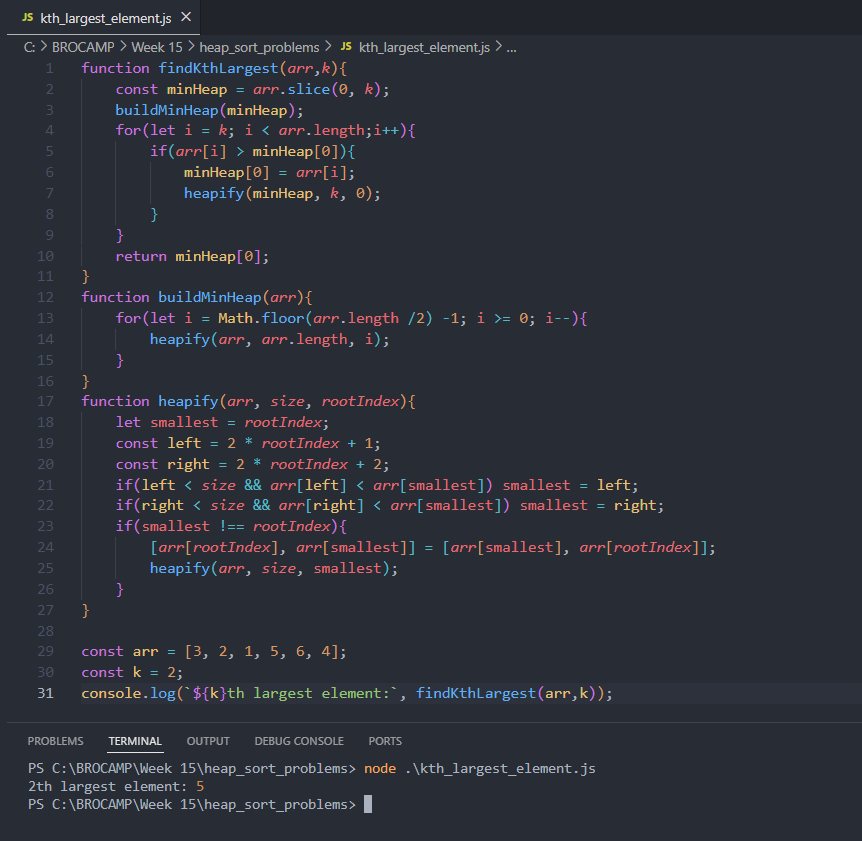 JS kth_largest_element.js ×
C: > BROCAMP > Week 15 > heap_sort_problems > JS kth_largest_element.js > ...
1 function findKthLargest(arr,k){
2     const minHeap = arr.slice(0, k);
3     buildMinHeap(minHeap);
4     for(let i = k; i < arr.length;i++){
5         if(arr[i] > minHeap[0]){
6             minHeap[0] = arr[i];
7             heapify(minHeap, k, 0);
8         }
9     }
10     return minHeap[0];
11 }
12 function buildMinHeap(arr){
13     for(let i = Math.floor(arr.length /2) -1; i >= 0; i--){
14         heapify(arr, arr.length, i);
15     }
16 }
17 function heapify(arr, size, rootIndex){
18     let smallest = rootIndex;
19     const left = 2 * rootIndex + 1;
20     const right = 2 * rootIndex + 2;
21     if(left < size && arr[left] < arr[smallest]) smallest = left;
22     if(right < size && arr[right] < arr[smallest]) smallest = right;
23     if(smallest !== rootIndex){
24         [arr[rootIndex], arr[smallest]] = [arr[smallest], arr[rootIndex]];
25         heapify(arr, size, smallest);
26     }
27 }
28
29 const arr = [3, 2, 1, 5, 6, 4];
30 const k = 2;
31 console.log(`${k}th largest element:`, findKthLargest(arr,k));
PROBLEMS TERMINAL OUTPUT DEBUG CONSOLE PORTS
PS C:\BROCAMP\Week 15\heap_sort_problems> node .\kth_largest_element.js
2th largest element: 5
PS C:\BROCAMP\Week 15\heap_sort_problems>